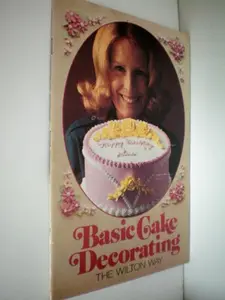 Happy Birthday
Basic Cake
Decorating
THE WILTON WAY